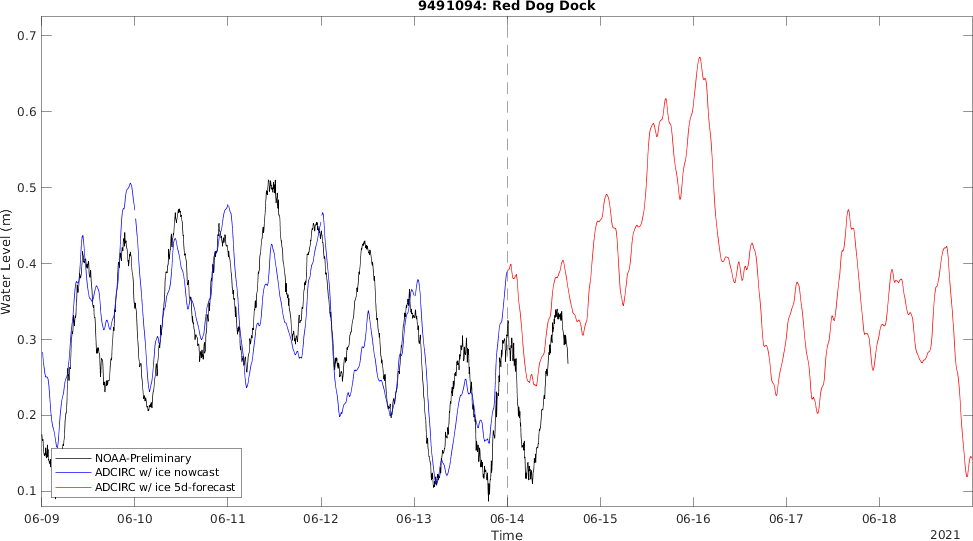 9491094: Red Dog Dock
0.7
0.6
0.5
0.4
0.3
0.2
0.1
Water Level (m)
NOAA-Preliminary
ADCIRC w/ ice nowcast
ADCIRC w/ ice 5d-forecast
06-09 06-10 06-11 06-12 06-13 06-14 06-15 06-16 06-17 06-18
Time
2021